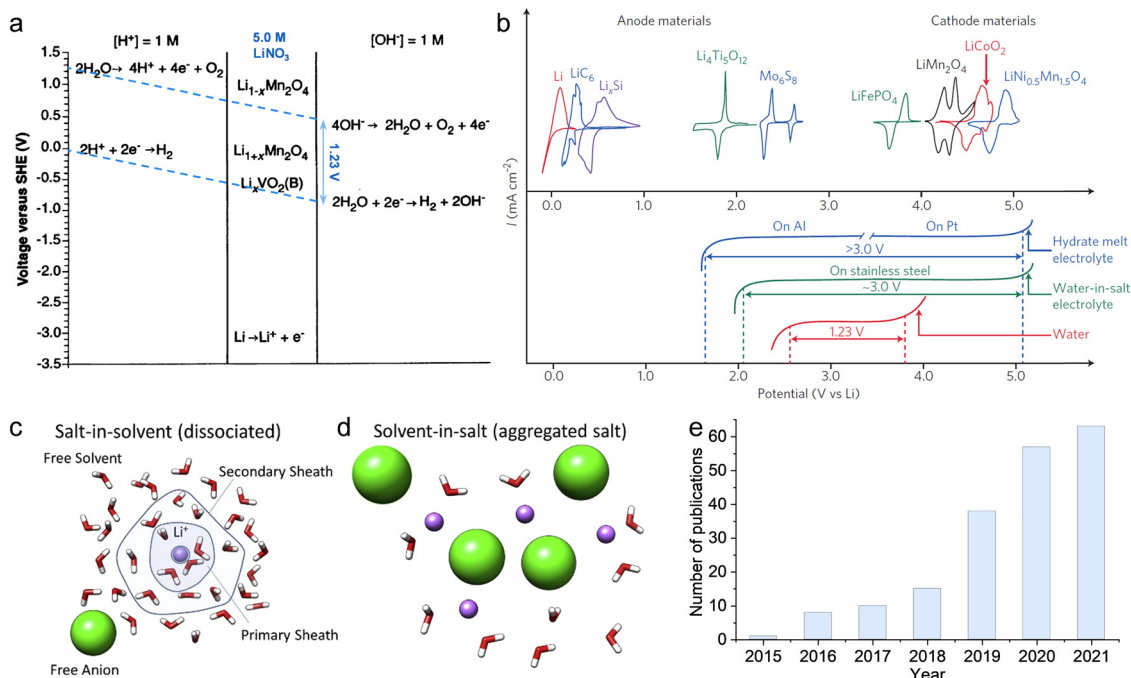 a
[H⁺] = 1 M
5.0 M
LiNO₃
[OH⁻] = 1 M
Voltage versus SHE (V)
1.5
1.0
0.5
0.0
-0.5
-1.0
-1.5
-2.0
-2.5
-3.0
-3.5
2H₂O→ 4H⁺ + 4e⁻ + O₂
Li₁₋ₓMn₂O₄
4OH⁻→ 2H₂O + O₂ + 4e⁻
2H⁺ + 2e⁻ →H₂
Li₁₊ₓMn₂O₄
1.23 V
LiₓVO₂(B)
2H₂O + 2e⁻→ H₂ + 2OH⁻
Li→Li⁺ + e⁻
b
Anode materials
Cathode materials
Li
LiC₆
LiₓSi
Li₄Ti₅O₁₂
Mo₆S₈
LiFePO₄
LiMn₂O₄
LiCoO₂
LiNi₀.₅Mn₁.₅O₄
I (mA cm⁻²)
0.0
1.0
2.0
3.0
4.0
5.0
On Al
On Pt
>3.0 V
Hydrate melt
electrolyte
On stainless steel
~3.0 V
Water-in-salt
electrolyte
1.23 V
Water
0.0
1.0
2.0
3.0
4.0
5.0
Potential (V vs Li)
c
Salt-in-solvent (dissociated)
Free Solvent
Secondary Sheath
Li⁺
Primary Sheath
Free Anion
d
Solvent-in-salt (aggregated salt)
e
Number of publications
60
50
40
30
20
10
0
2015
2016
2017
2018
2019
2020
2021
Year